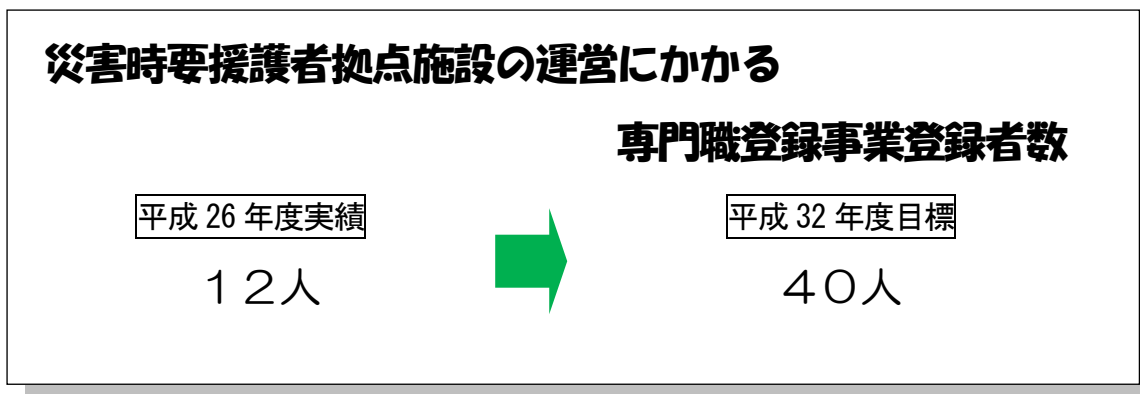 災害時要援護者拠点施設の運営にかかる
専門職登録事業登録者数
平成 26 年度実績
平成 32 年度目標
１２人
４０人